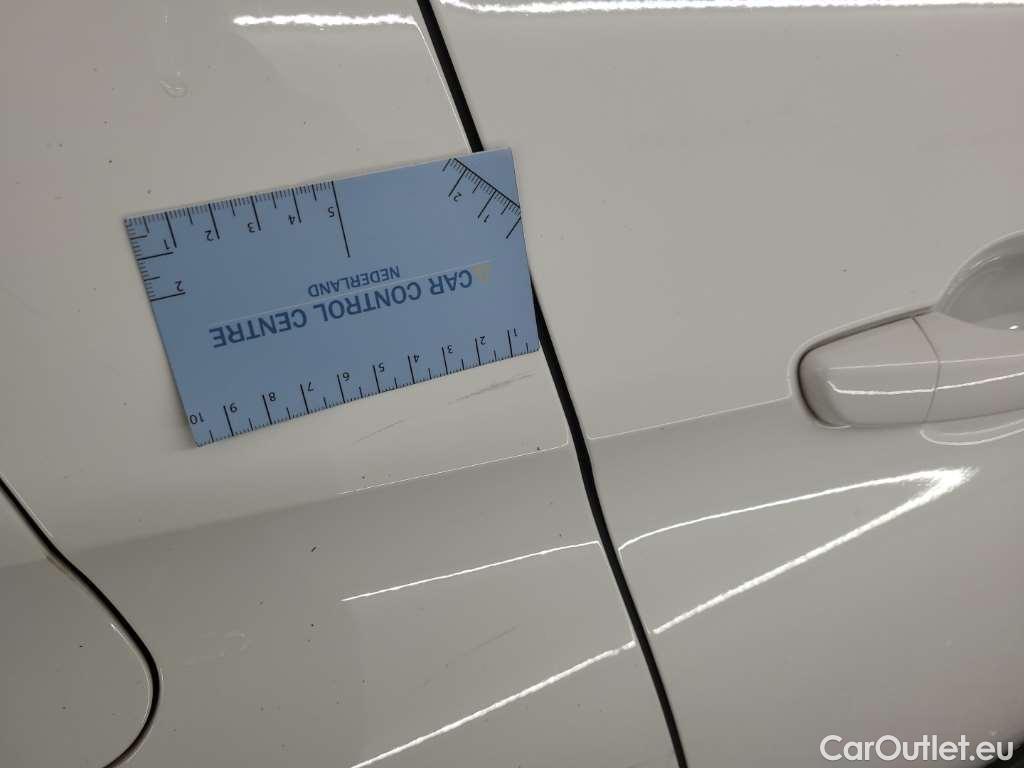 CAR CONTROL CENTRE
NEDERLAND
1 2 3 4 5 6 7 8 9 10
1 2 3 4 5
2
1 2
CarOutlet.eu